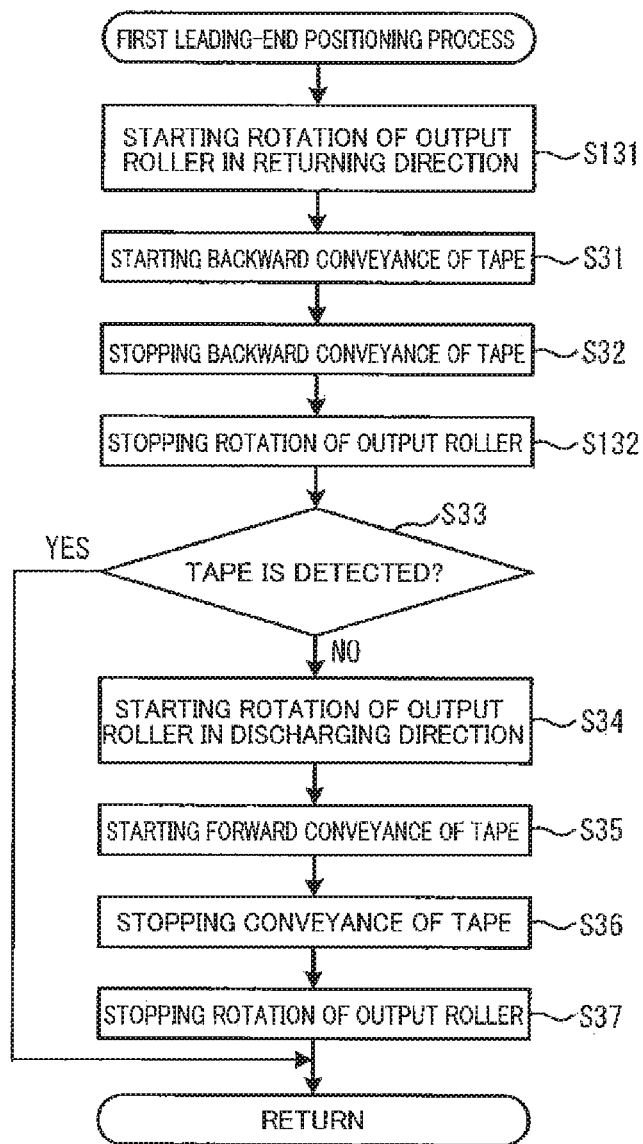 FIRST LEADING-END POSITIONING PROCESS
STARTING ROTATION OF OUTPUT
ROLLER IN RETURNING DIRECTION
S131
STARTING BACKWARD CONVEYANCE OF TAPE
S31
STOPPING BACKWARD CONVEYANCE OF TAPE
S32
STOPPING ROTATION OF OUTPUT ROLLER
S132
S33
YES
TAPE IS DETECTED?
NO
STARTING ROTATION OF OUTPUT
ROLLER IN DISCHARGING DIRECTION
S34
STARTING FORWARD CONVEYANCE OF TAPE
S35
STOPPING CONVEYANCE OF TAPE
S36
STOPPING ROTATION OF OUTPUT ROLLER
S37
RETURN